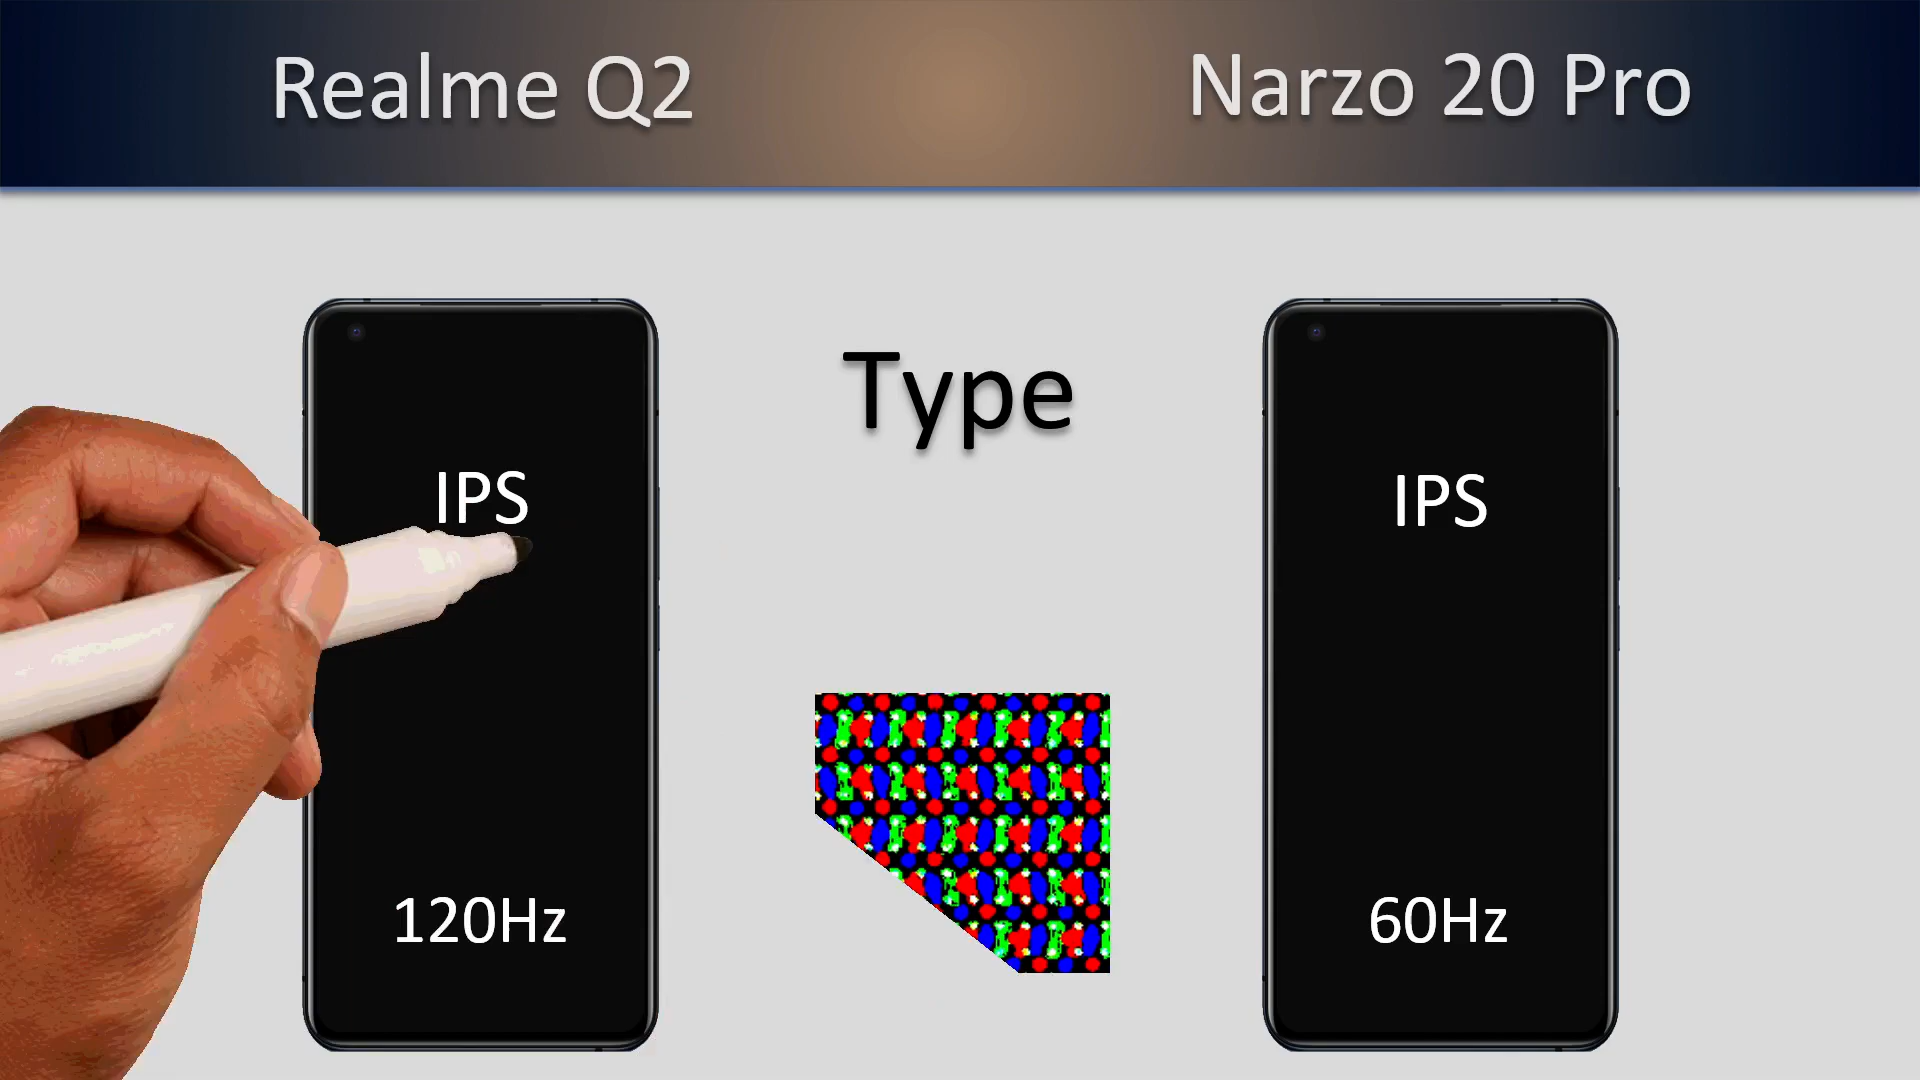 Realme Q2
Narzo 20 Pro
Type
IPS
IPS
120Hz
60Hz